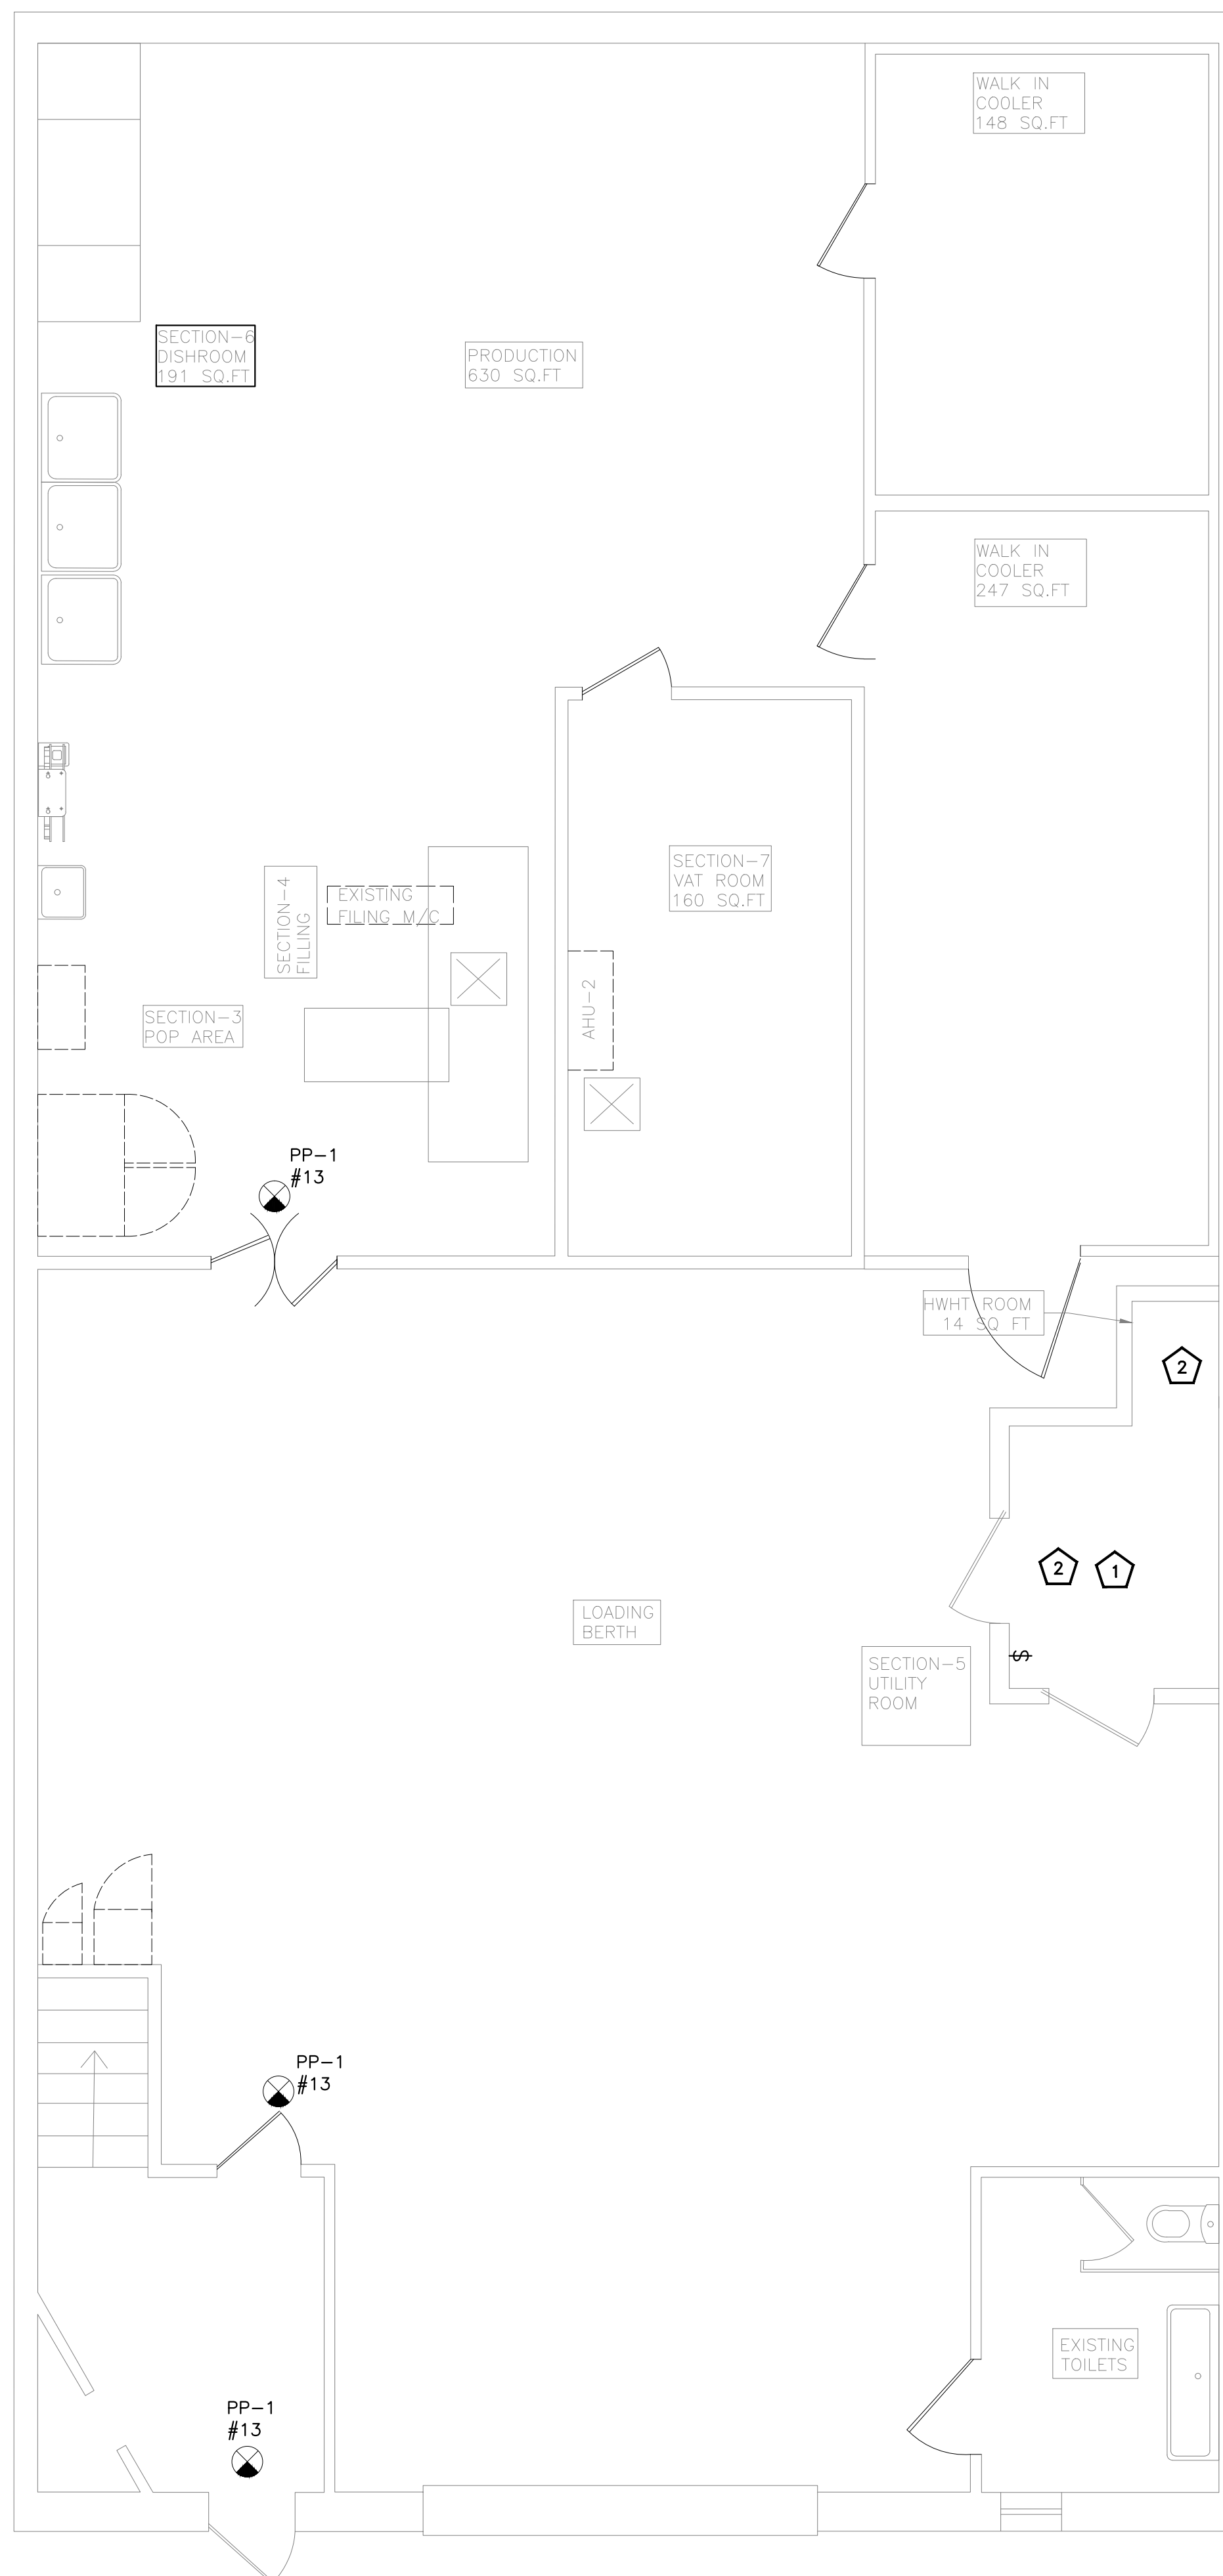 WALK IN
COOLER
148 SQ.FT
SECTION-6
DISHROOM
191 SQ.FT
PRODUCTION
630 SQ.FT
WALK IN
COOLER
247 SQ.FT
SECTION-7
VAT ROOM
160 SQ.FT
SECTION-4
FILLING
EXISTING
FILING M/C
AHU-2
SECTION-3
POP AREA
PP-1
#13
HWHT ROOM
14 SQ FT
2
2
1
LOADING
BERTH
$
SECTION-5
UTILITY
ROOM
PP-1
#13
EXISTING
TOILETS
PP-1
#13